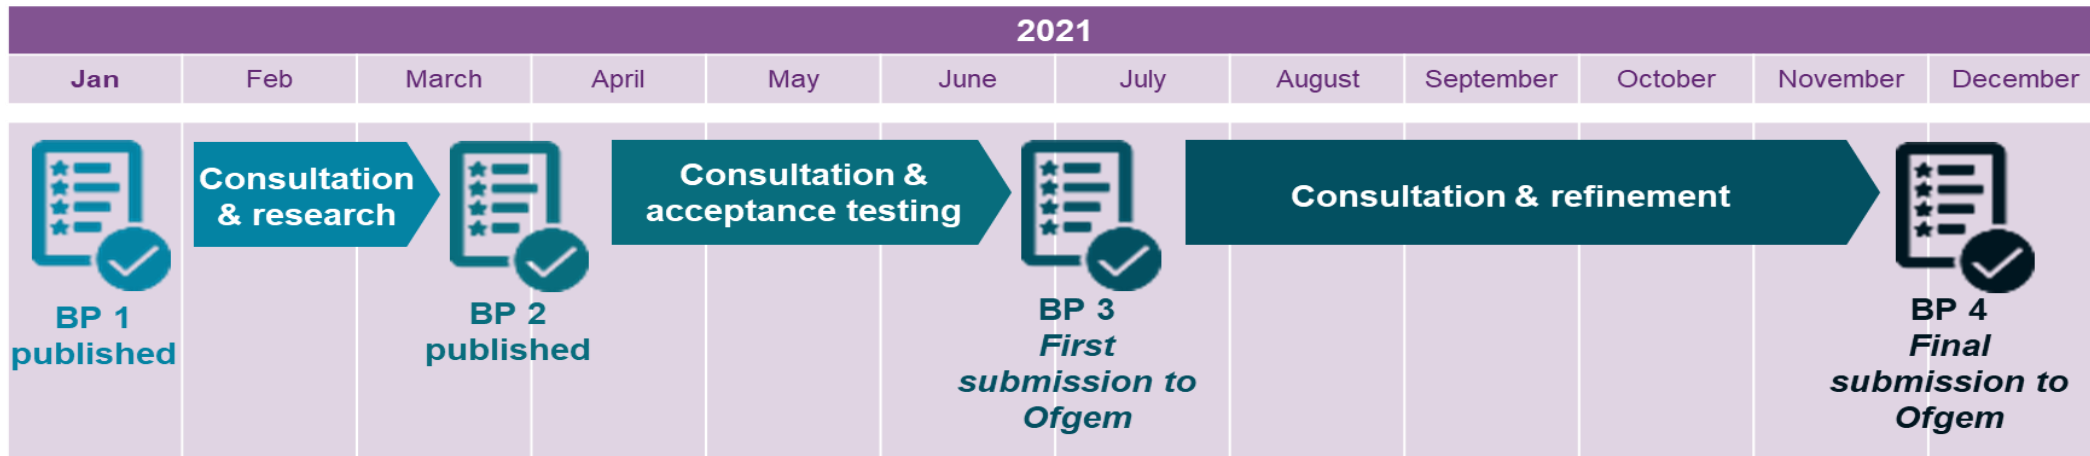 2021
Jan Feb March April May June July August September October November December
Consultation
& research
Consultation &
acceptance testing
Consultation & refinement
BP 1
published
BP 2
published
BP 3
First
submission to
Ofgem
BP 4
Final
submission to
Ofgem